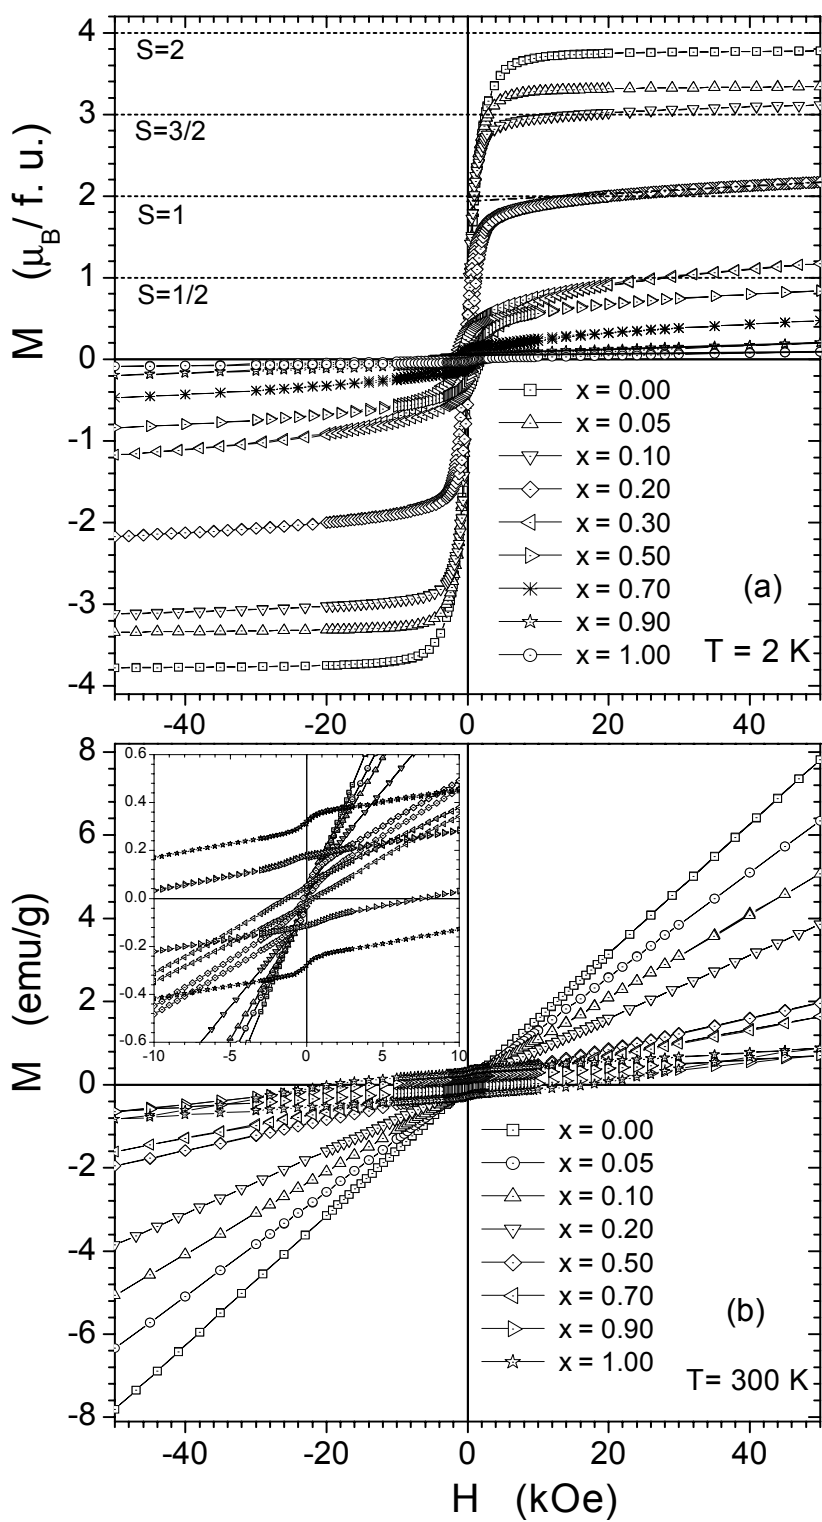 4
S=2
3
S=3/2
2
S=1
1
S=1/2
0
-1
-2
-3
-4
M (μB/ f. u.)
x = 0.00
x = 0.05
x = 0.10
x = 0.20
x = 0.30
x = 0.50
x = 0.70
x = 0.90
x = 1.00
(a)
T = 2 K
-40 -20 0 20 40
8
6
4
2
0
-2
-4
-6
-8
M (emu/g)
0.6
0.4
0.2
0.0
-0.2
-0.4
-0.6
-10 -5 0 5 10
x = 0.00
x = 0.05
x = 0.10
x = 0.20
x = 0.50
x = 0.70
x = 0.90
x = 1.00
(b)
T= 300 K
-40 -20 0 20 40
H (kOe)